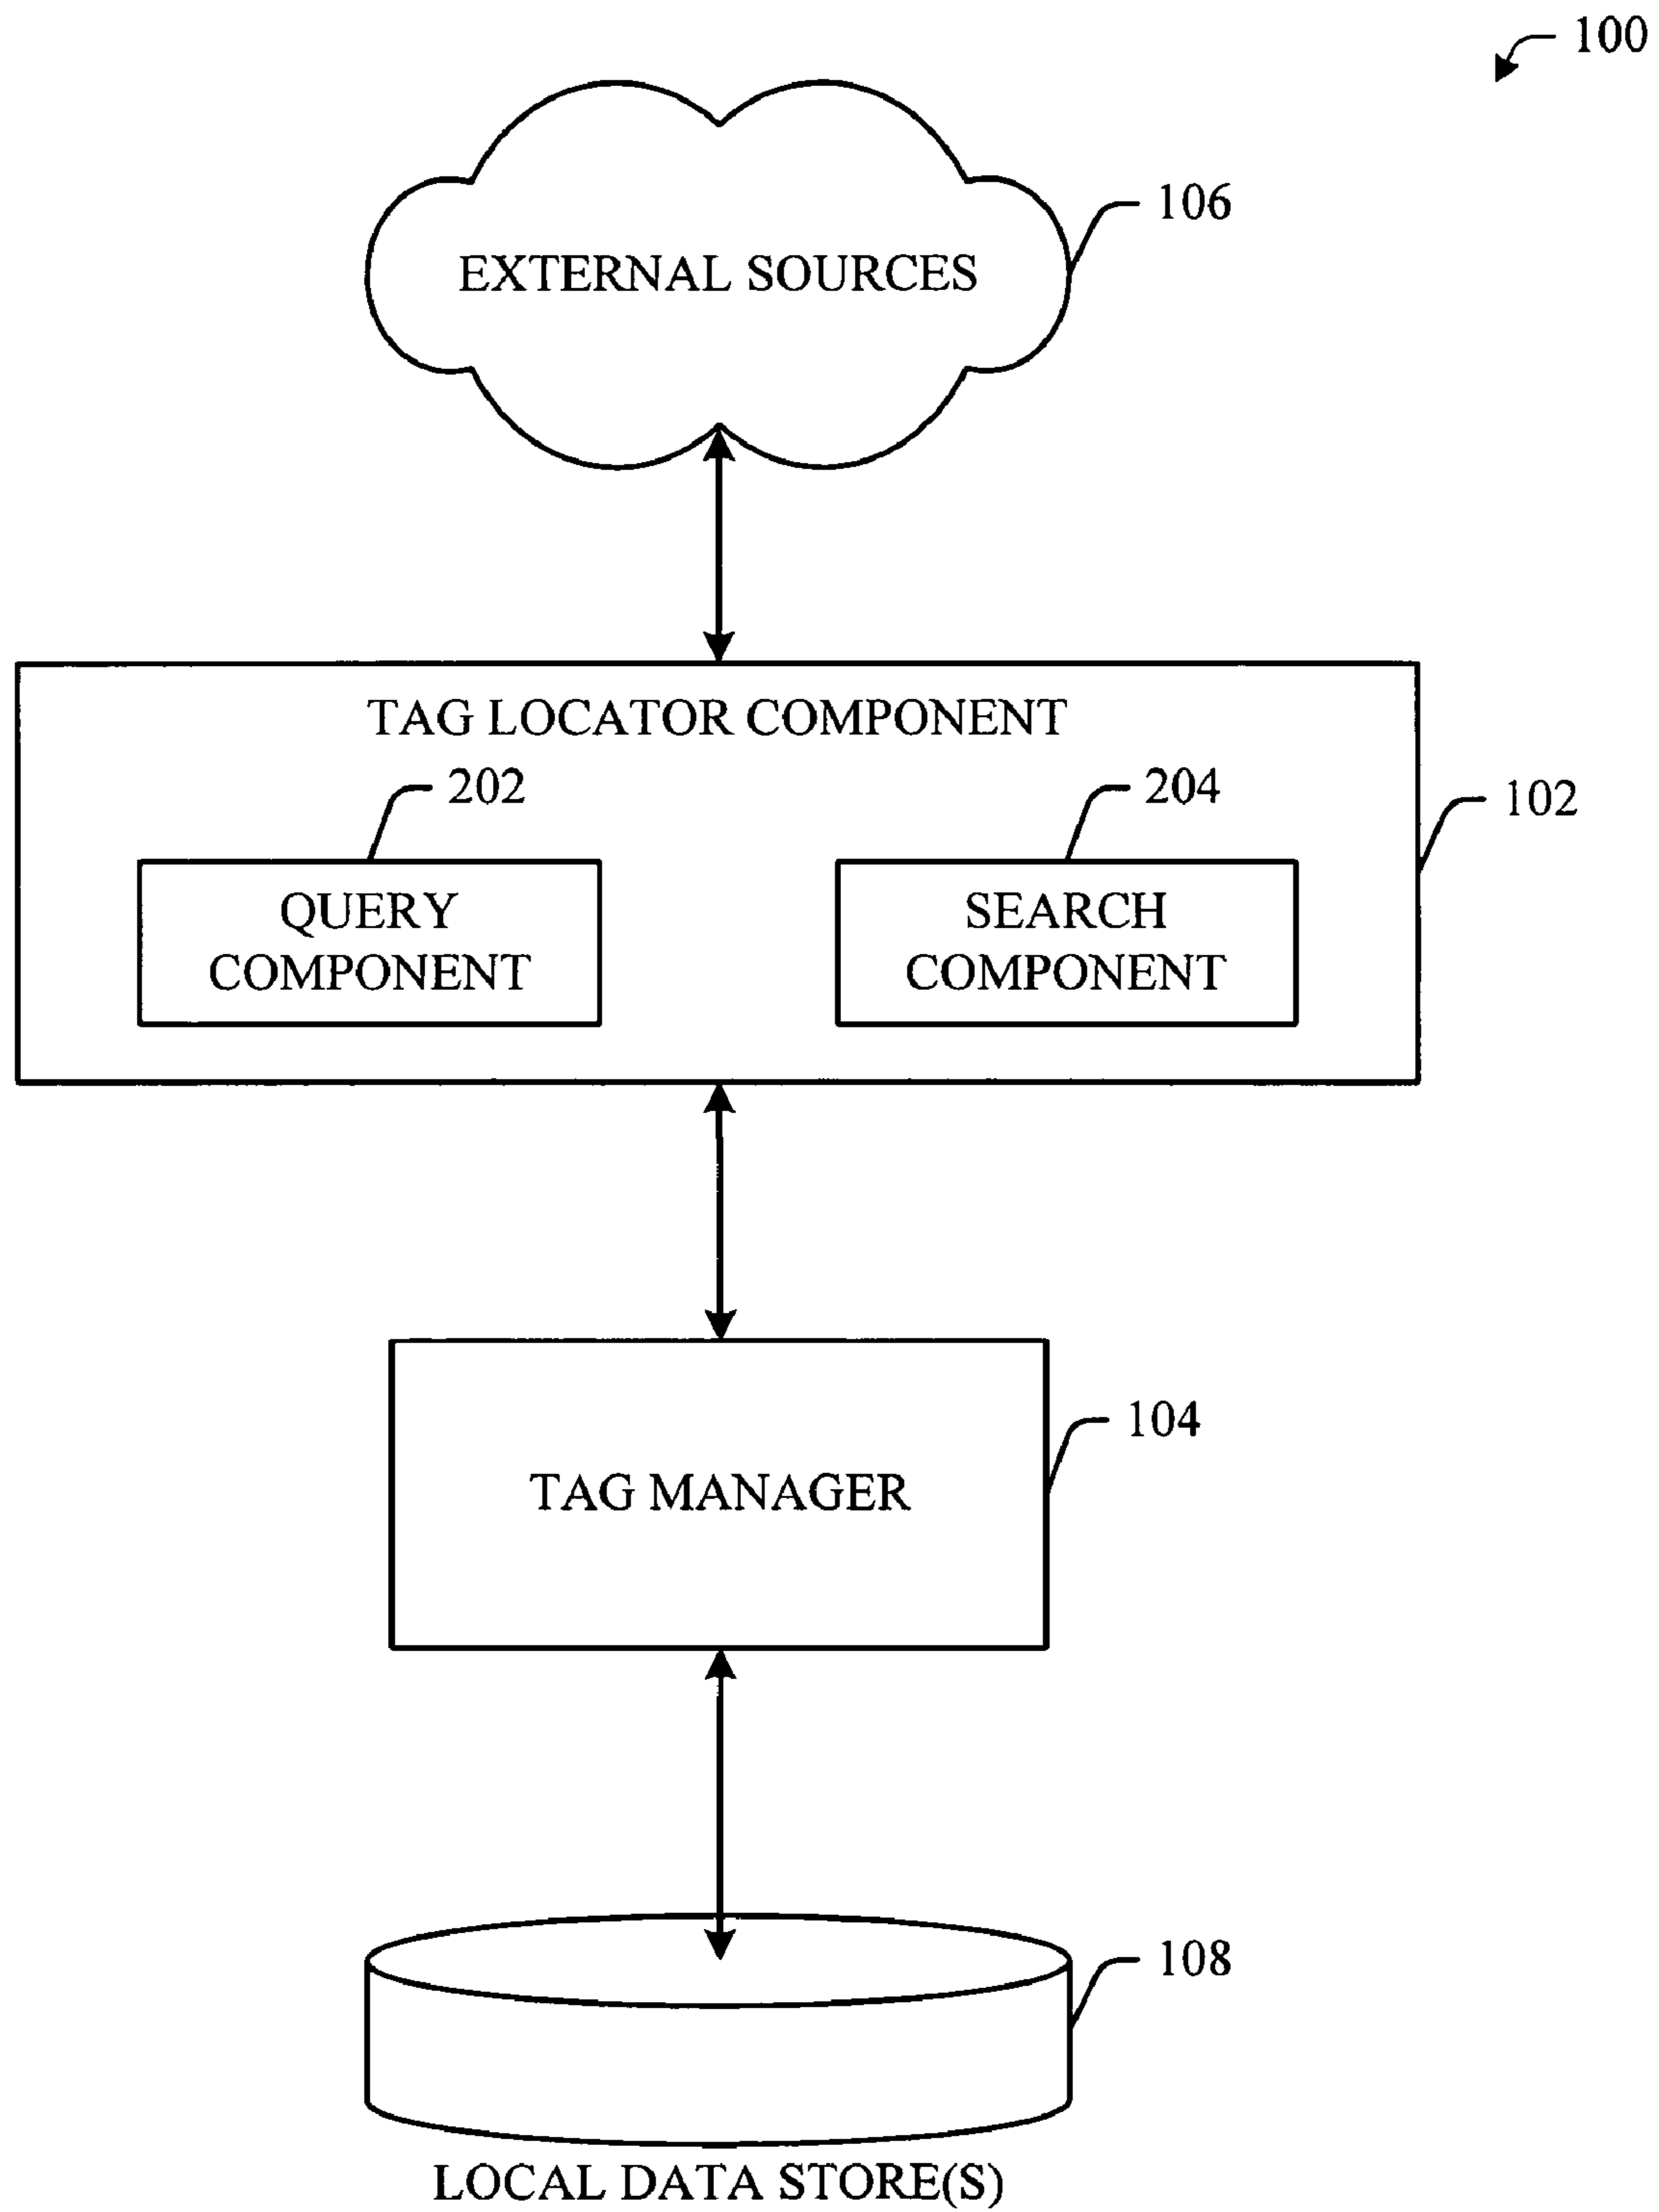 100
106
EXTERNAL SOURCES
TAG LOCATOR COMPONENT
202
204
102
QUERY
COMPONENT
SEARCH
COMPONENT
104
TAG MANAGER
108
LOCAL DATA STORE(S)